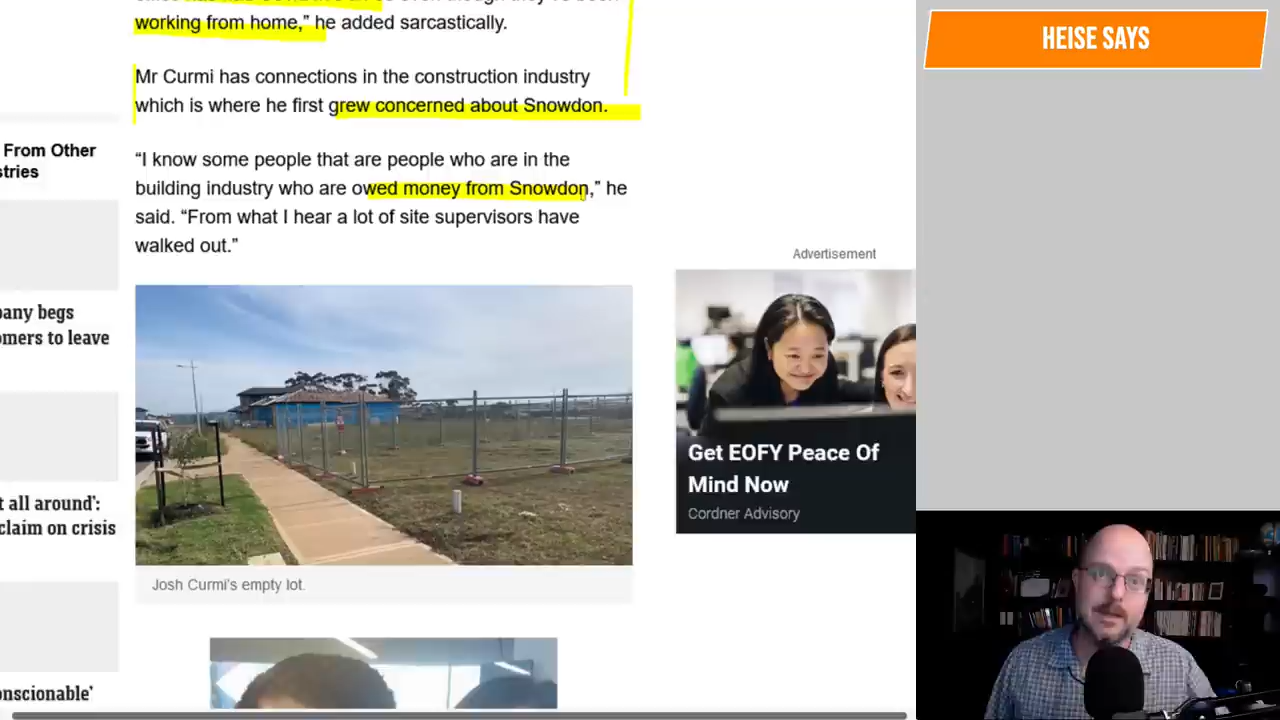 working from home,” he added sarcastically.
Mr Curmi has connections in the construction industry
which is where he first grew concerned about Snowdon.
“I know some people that are people who are in the
building industry who are owed money from Snowdon,” he
said. “From what I hear a lot of site supervisors have
walked out.”
Josh Curmi's empty lot.
From Other
stries
pany begs
omers to leave
t all around’:
claim on crisis
onscionable’
Advertisement
Get EOFY Peace Of
Mind Now
Cordner Advisory
HEISE SAYS